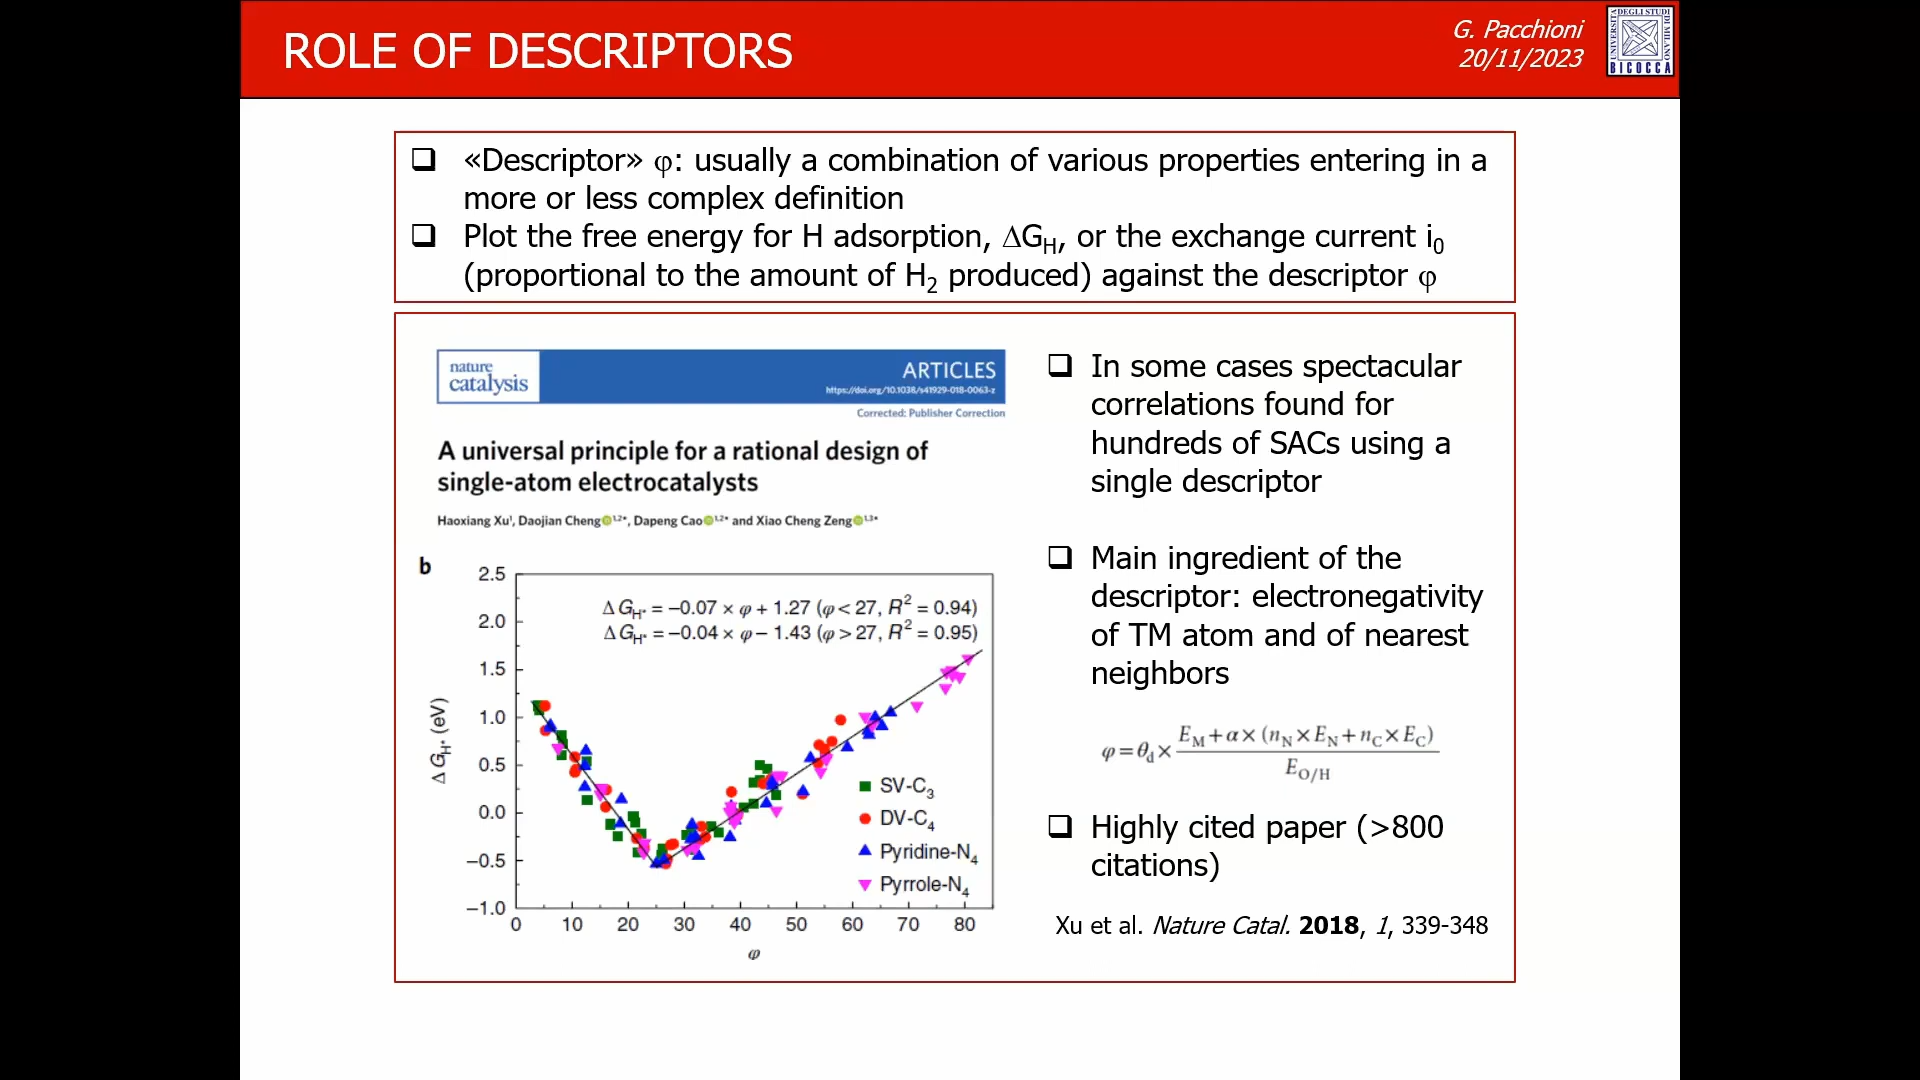 ROLE OF DESCRIPTORS
G. Pacchioni
20/11/2023
UNIVERSITÀ DEGLI STUDI DI MILANO
BICOCCA
❑ «Descriptor» φ: usually a combination of various properties entering in a
more or less complex definition
❑ Plot the free energy for H adsorption, ΔG_H, or the exchange current i₀
(proportional to the amount of H₂ produced) against the descriptor φ
nature
catalysis
ARTICLES
https://doi.org/10.1038/s41929-018-0063-z
Corrected: Publisher Correction
A universal principle for a rational design of
single-atom electrocatalysts
Haoxiang Xu¹, Daojian Cheng¹,²*, Dapeng Cao¹,²* and Xiao Cheng Zeng¹,³*
b
ΔG_H* = −0.07 × φ + 1.27 (φ < 27, R² = 0.94)
ΔG_H* = −0.04 × φ − 1.43 (φ > 27, R² = 0.95)
2.5
2.0
1.5
1.0
0.5
0.0
−0.5
−1.0
ΔG_H* (eV)
SV-C₃
DV-C₄
Pyridine-N₄
Pyrrole-N₄
0 10 20 30 40 50 60 70 80
φ
❑ In some cases spectacular
correlations found for
hundreds of SACs using a
single descriptor
❑ Main ingredient of the
descriptor: electronegativity
of TM atom and of nearest
neighbors
φ = θ_d × (E_M + α × (n_N × E_N + n_C × E_C)) / E_O/H
❑ Highly cited paper (>800
citations)
Xu et al. Nature Catal. 2018, 1, 339-348